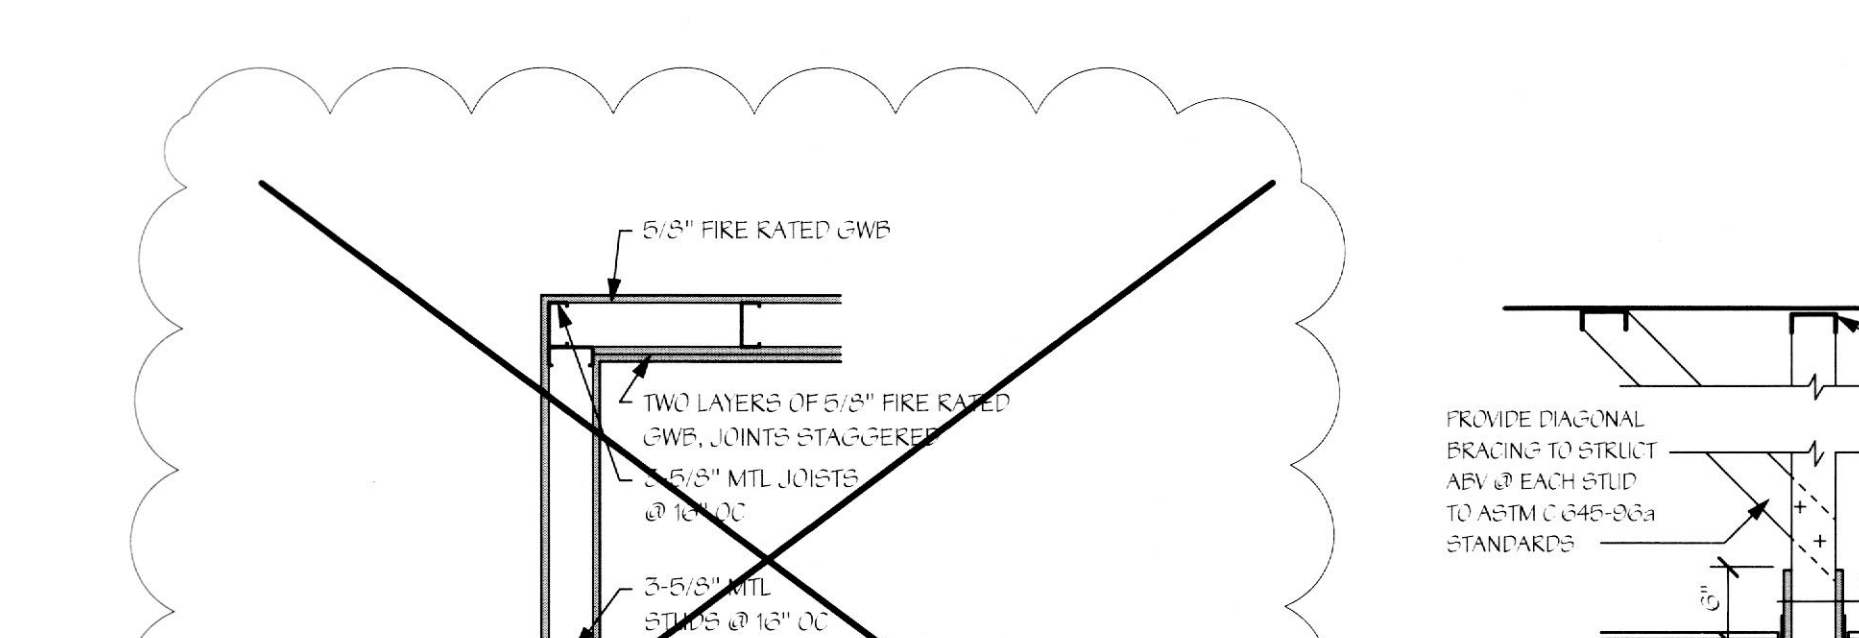 5/8" FIRE RATED GWB
TWO LAYERS OF 5/8" FIRE RATED
GWB, JOINTS STAGGERED
3-5/8" MTL JOISTS
@ 16" OC
3-5/8" MTL
STUDS @ 16" OC
PROVIDE DIAGONAL
BRACING TO STRUCT
ABV @ EACH STUD
TO ASTM C 645-96a
STANDARDS
6"